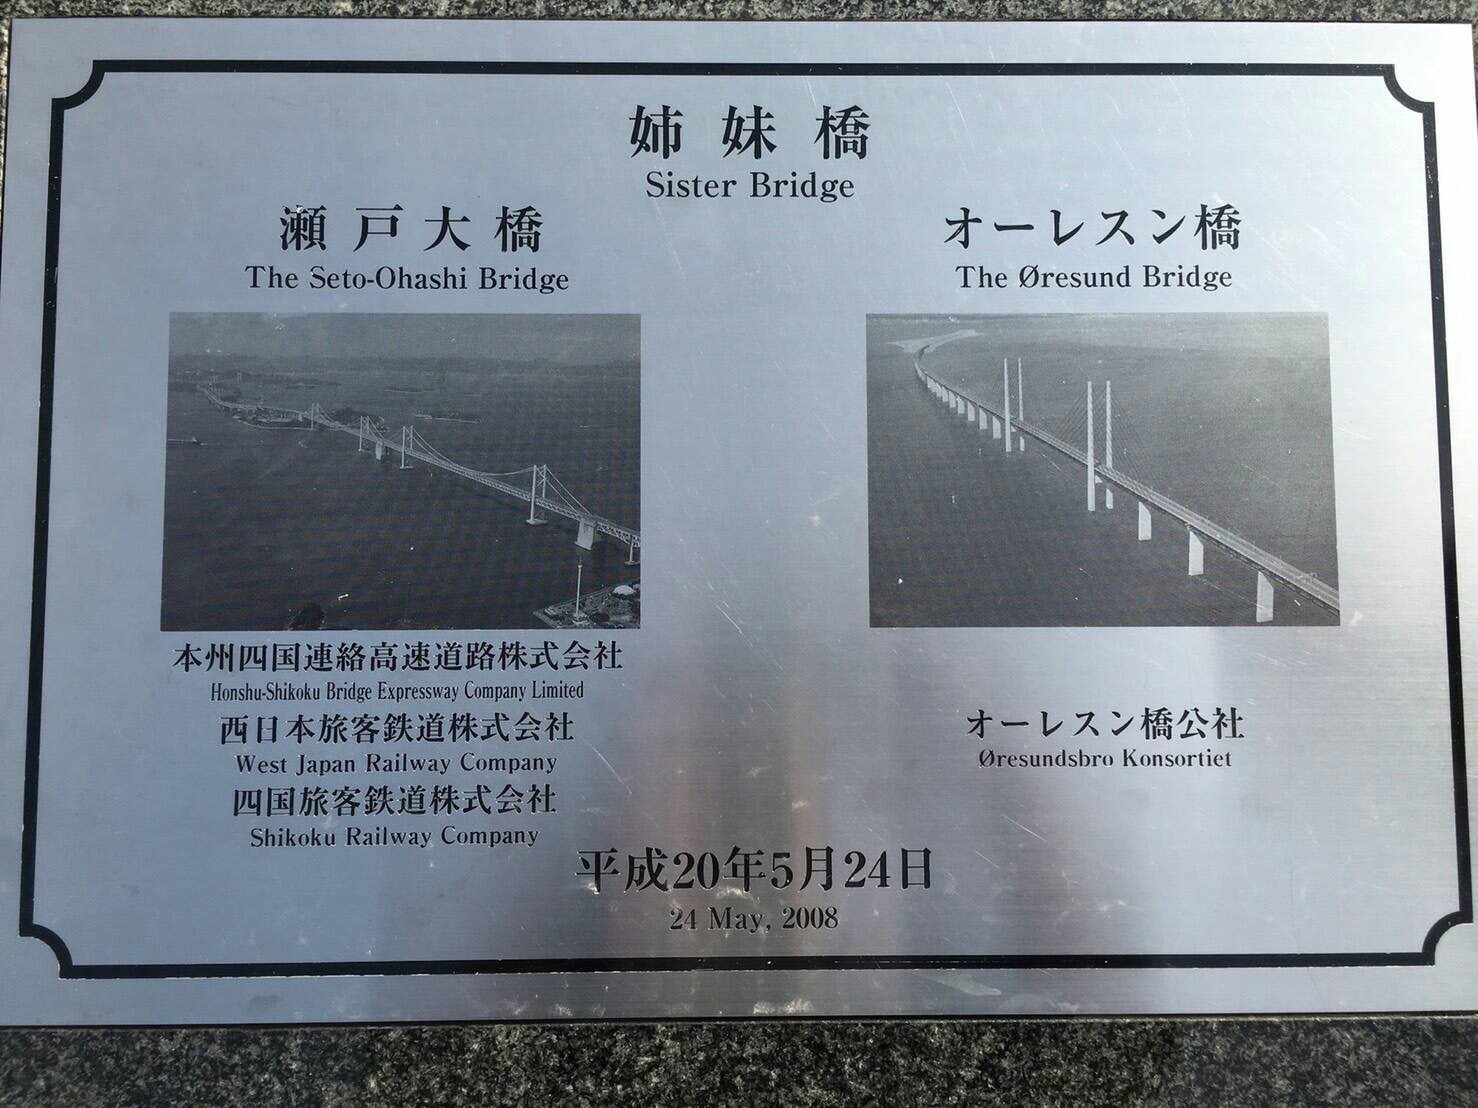 姉妹橋
Sister Bridge
瀬戸大橋
The Seto-Ohashi Bridge
オーレスン橋
The Øresund Bridge
本州四国連絡高速道路株式会社
Honshu-Shikoku Bridge Expressway Company Limited
西日本旅客鉄道株式会社
West Japan Railway Company
四国旅客鉄道株式会社
Shikoku Railway Company
オーレスン橋公社
Øresundsbro Konsortiet
平成20年5月24日
24 May, 2008